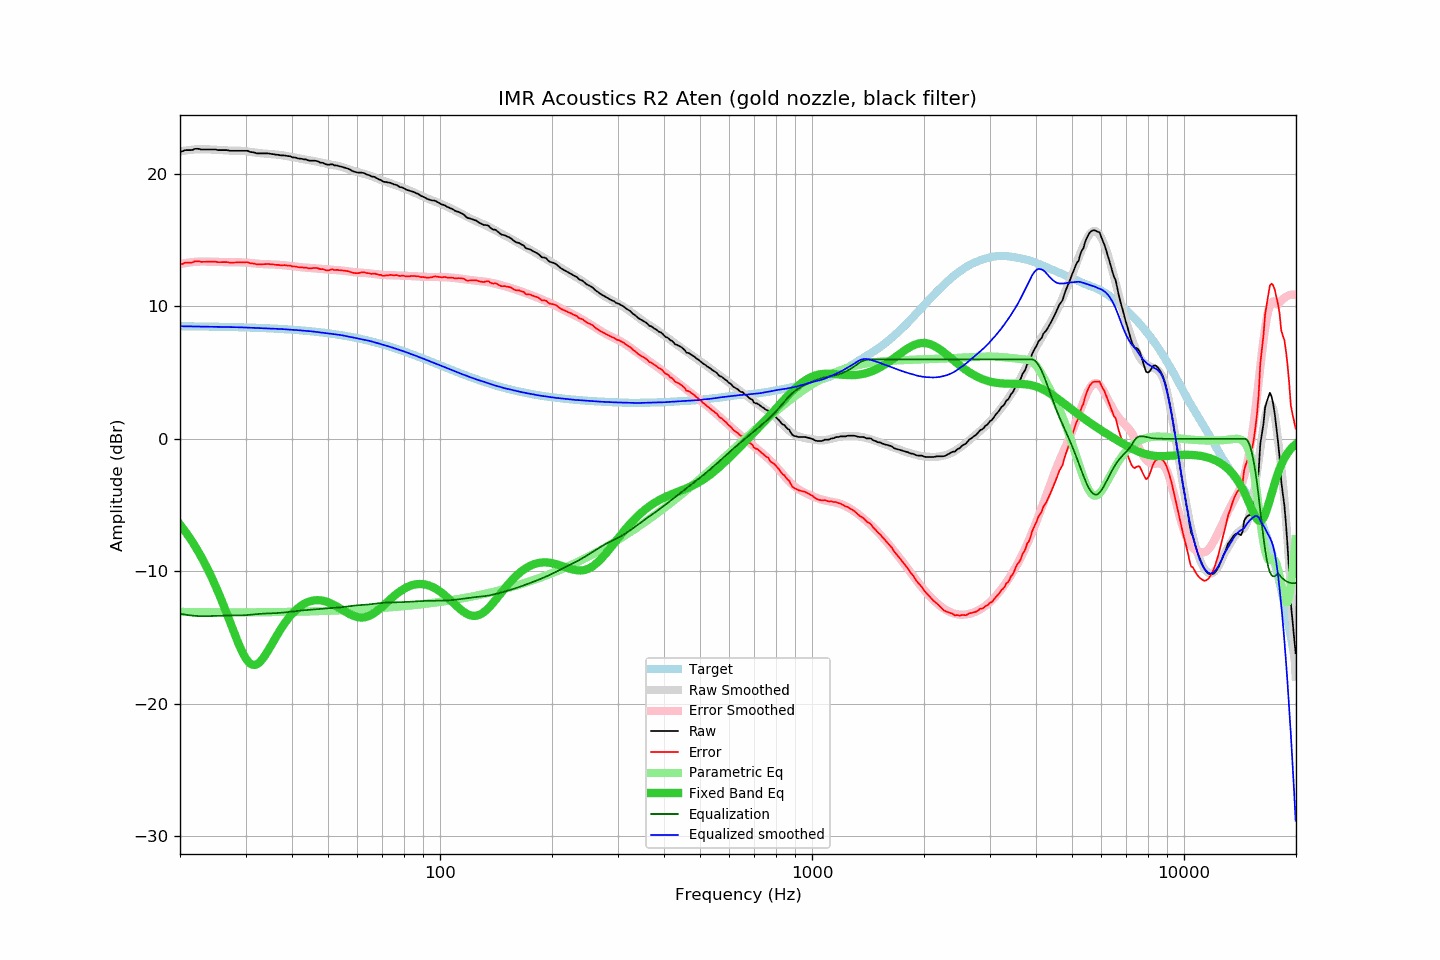 IMR Acoustics R2 Aten (gold nozzle, black filter)
Amplitude (dBr)
20
10
0
−10
−20
−30
Target
Raw Smoothed
Error Smoothed
Raw
Error
Parametric Eq
Fixed Band Eq
Equalization
Equalized smoothed
100 1000 10000
Frequency (Hz)